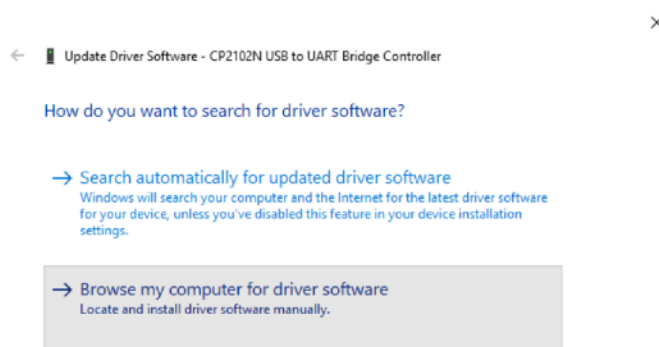 Update Driver Software - CP2102N USB to UART Bridge Controller
How do you want to search for driver software?
Search automatically for updated driver software
Windows will search your computer and the Internet for the latest driver software
for your device, unless you've disabled this feature in your device installation
settings.
Browse my computer for driver software
Locate and install driver software manually.